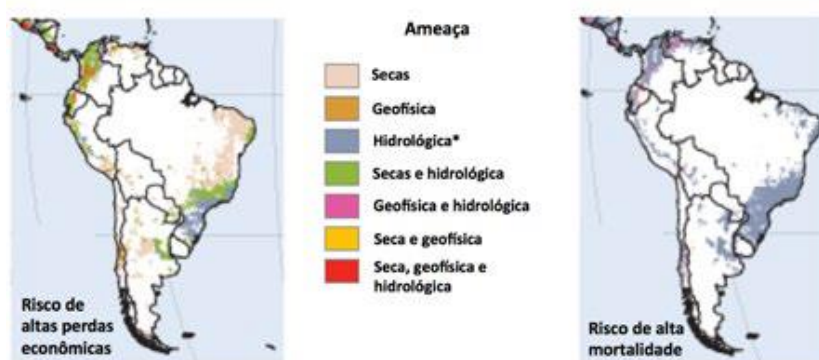 Ameaça
Secas
Geofísica
Hidrológica*
Secas e hidrológica
Geofísica e hidrológica
Seca e geofísica
Seca, geofísica e
hidrológica
Risco de
altas perdas
econômicas
Risco de alta
mortalidade